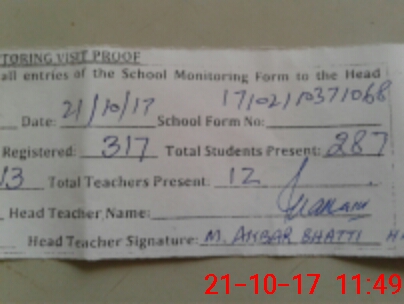 TORING VISIT PROOF
all entries of the School Monitoring Form to the Head
Date: 21/10/17 School Form No: 17102110371068
Registered: 317 Total Students Present: 287
13 Total Teachers Present: 12
Head Teacher Name:
Head Teacher Signature: M. AKBAR BHATTI H
21-10-17 11:49